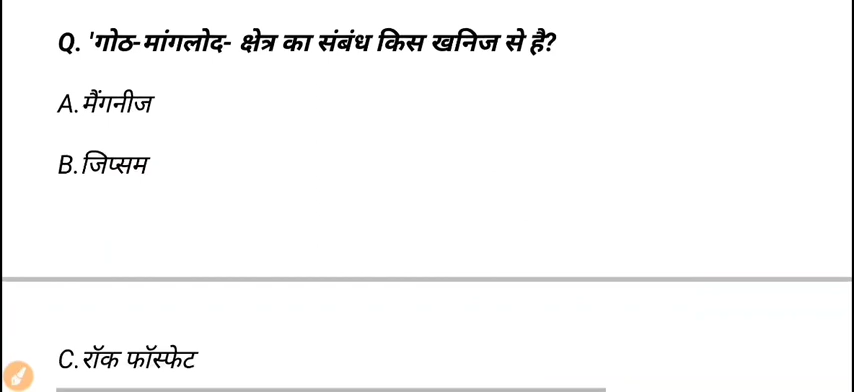 Q. 'गोठ-मांगलोद- क्षेत्र का संबंध किस खनिज से है?
A. मैंगनीज
B. जिप्सम
C. रॉक फॉस्फेट